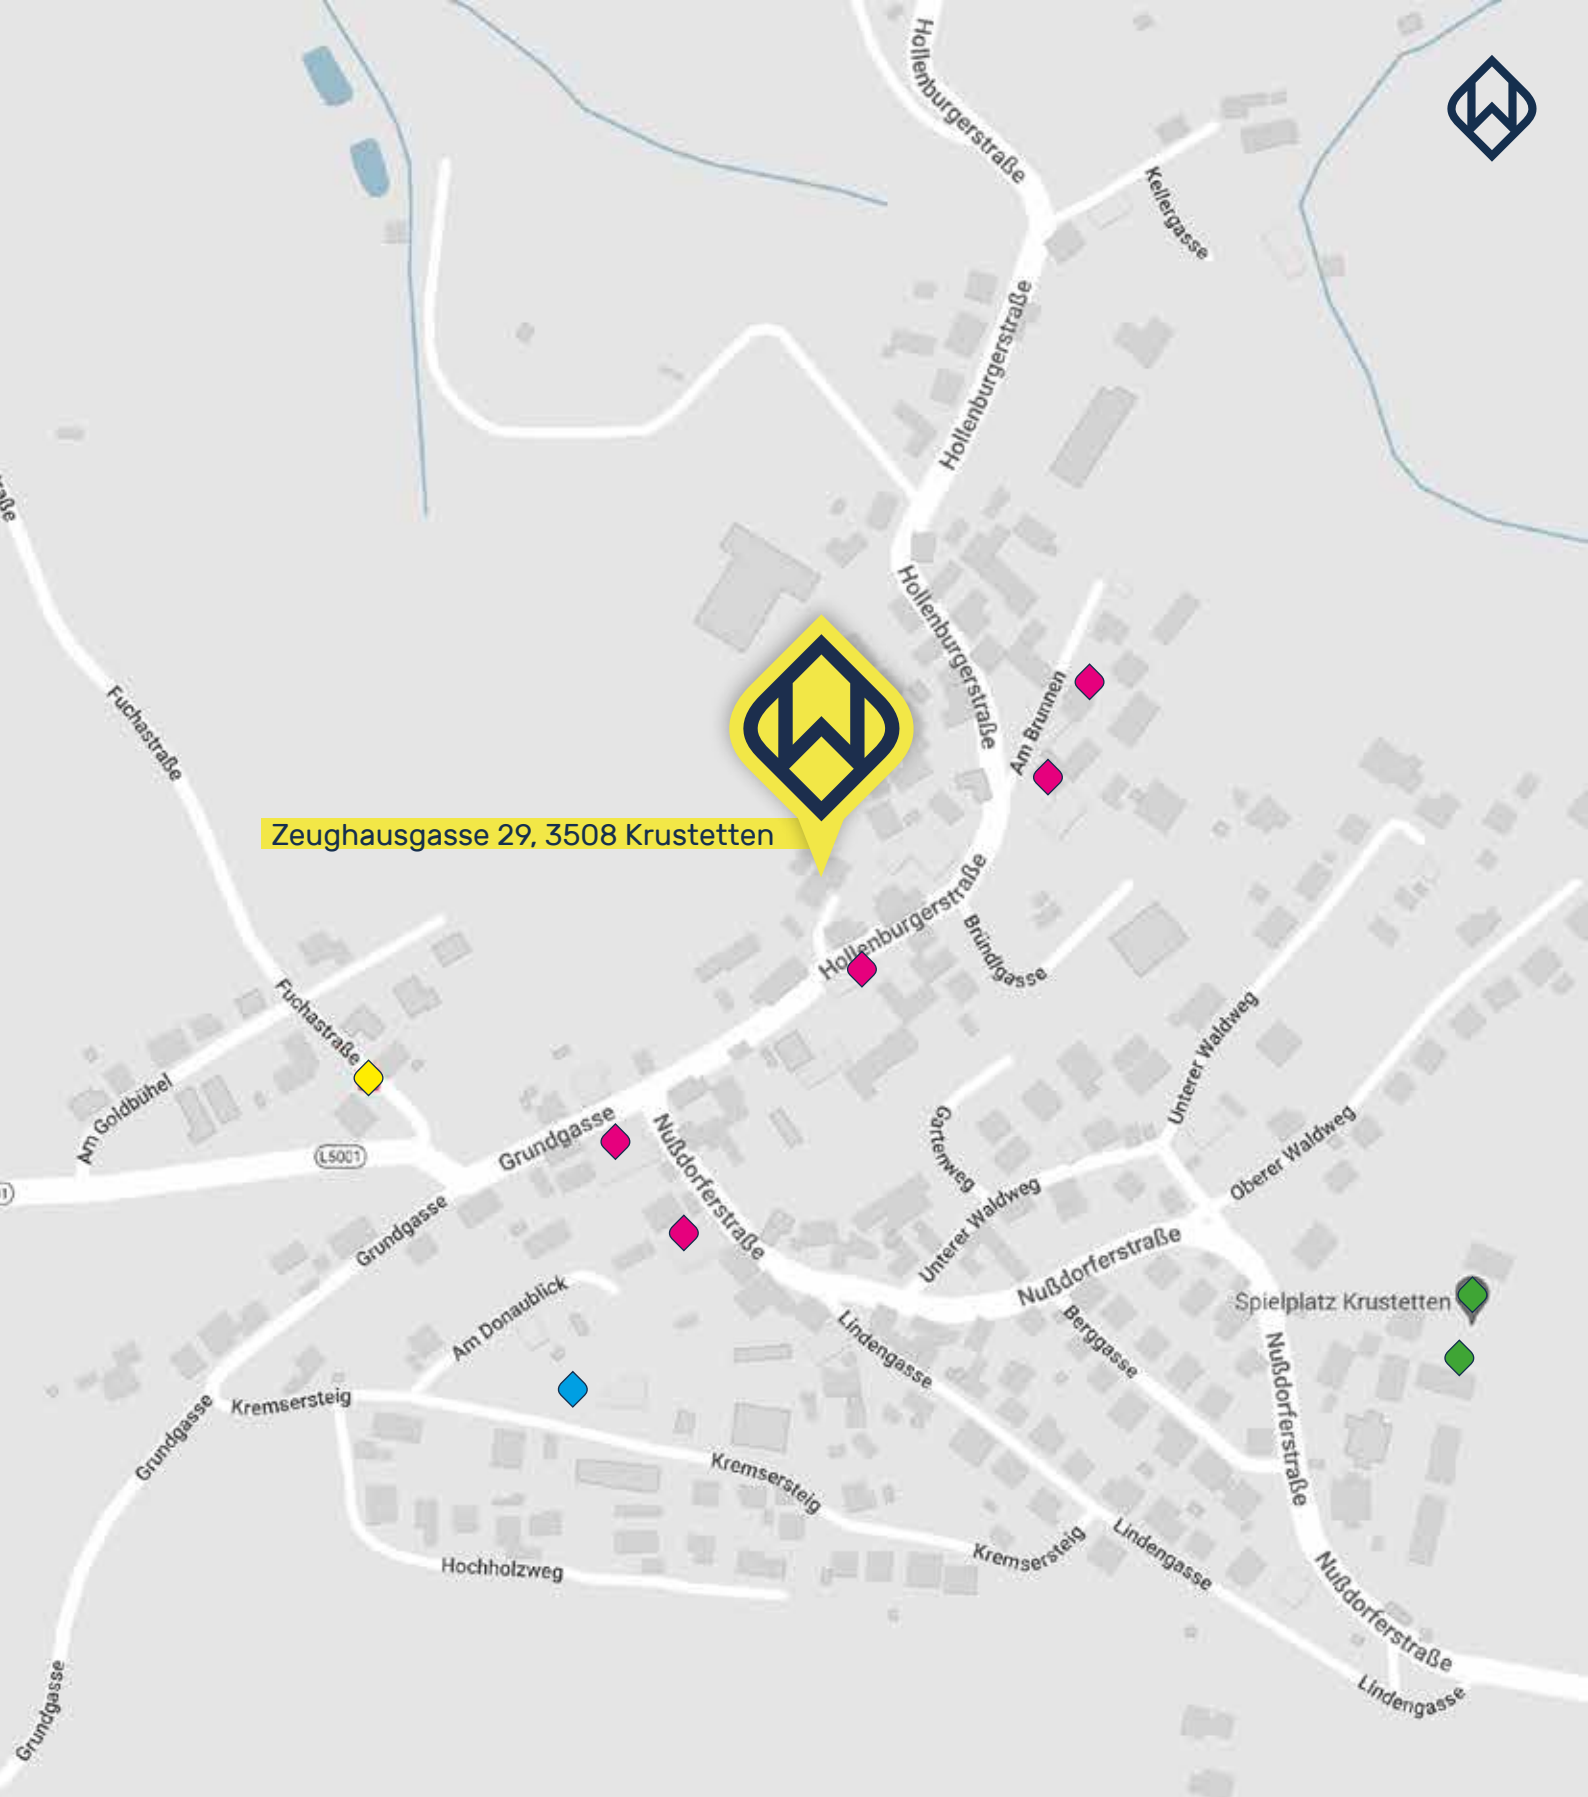 Hollenburgerstraße
Kellergasse
Hollenburgerstraße
raße
Hollenburgerstraße
Fuchastraße
Am Brunnen
Zeughausgasse 29, 3508 Krustetten
Hollenburgerstraße
Bründlgasse
Fuchastraße
Unterer Waldweg
Am Goldbühel
Grundgasse
L5001
Nußdorferstraße
Gartenweg
Oberer Waldweg
Unterer Waldweg
Grundgasse
Nußdorferstraße
Spielplatz Krustetten
Am Donaublick
Lindengasse
Berggasse
Nußdorferstraße
Kremsersteig
Grundgasse
Kremsersteig
Kremsersteig
Lindengasse
Hochholzweg
Nußdorferstraße
Grundgasse
Lindengasse